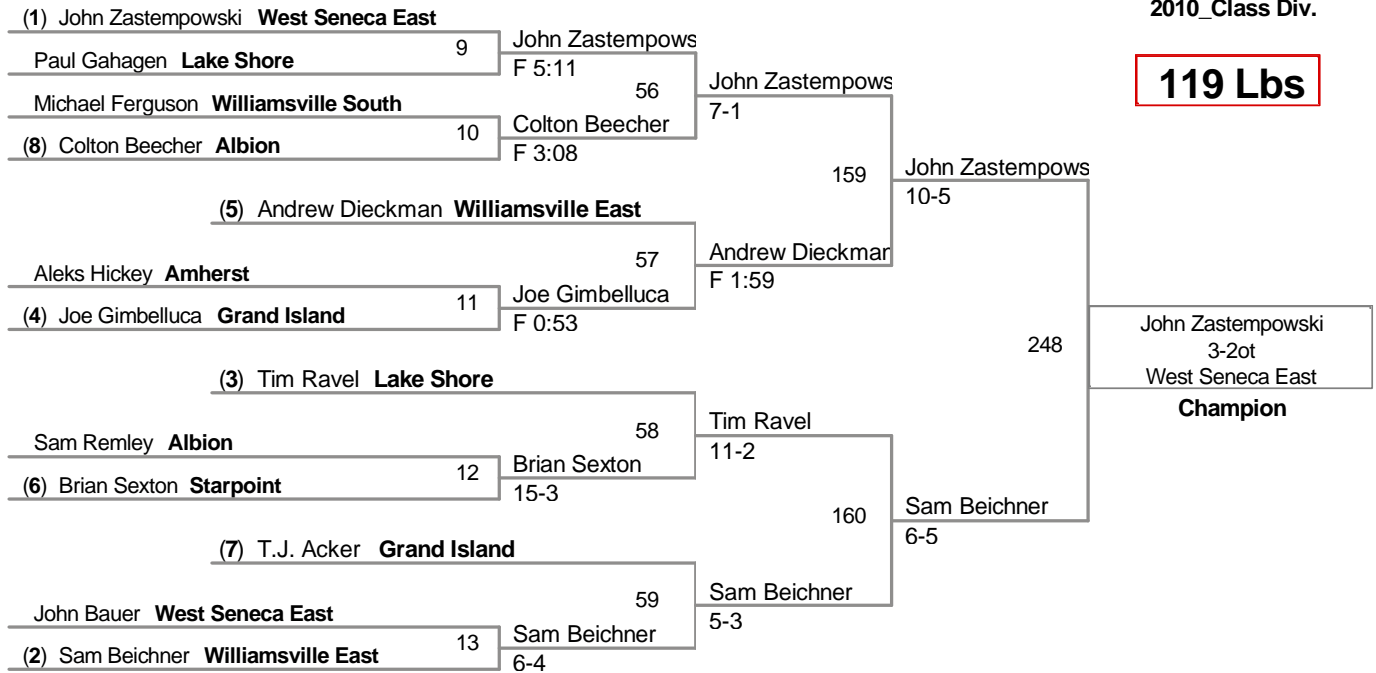 2010_Class Div.
119 Lbs
(1) John Zastempowski West Seneca East
9
John Zastempows
Paul Gahagen Lake Shore
F 5:11
56
John Zastempows
7-1
Michael Ferguson Williamsville South
10
Colton Beecher
(8) Colton Beecher Albion
F 3:08
159
John Zastempows
10-5
(5) Andrew Dieckman Williamsville East
57
Andrew Dieckman
F 1:59
Aleks Hickey Amherst
11
Joe Gimbelluca
(4) Joe Gimbelluca Grand Island
F 0:53
248
John Zastempowski
3-2ot
West Seneca East
Champion
(3) Tim Ravel Lake Shore
58
Tim Ravel
11-2
Sam Remley Albion
12
Brian Sexton
(6) Brian Sexton Starpoint
15-3
160
Sam Beichner
6-5
(7) T.J. Acker Grand Island
59
Sam Beichner
5-3
John Bauer West Seneca East
13
Sam Beichner
(2) Sam Beichner Williamsville East
6-4